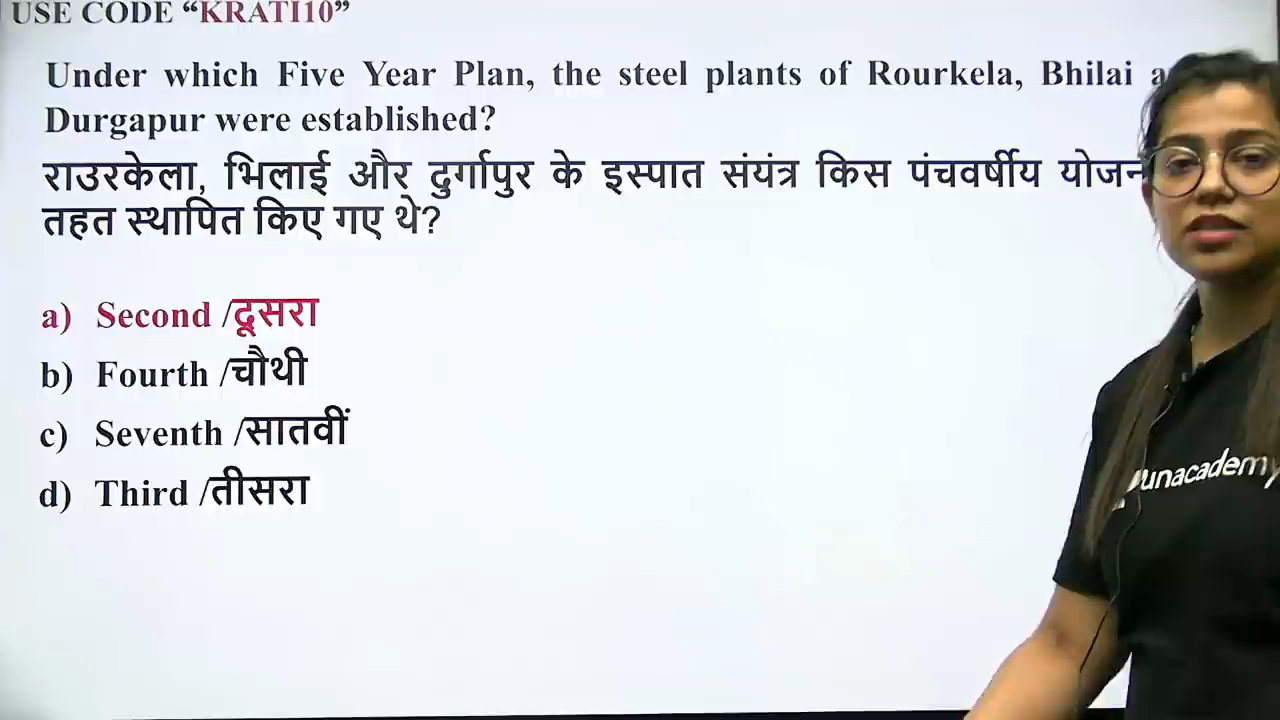 USE CODE “KRATI10”
Under which Five Year Plan, the steel plants of Rourkela, Bhilai
Durgapur were established?
राउरकेला, भिलाई और दुर्गापुर के इस्पात संयंत्र किस पंचवर्षीय
तहत स्थापित किए गए थे?
a) Second /दूसरा
b) Fourth /चौथी
c) Seventh /सातवीं
d) Third /तीसरा
unacademy